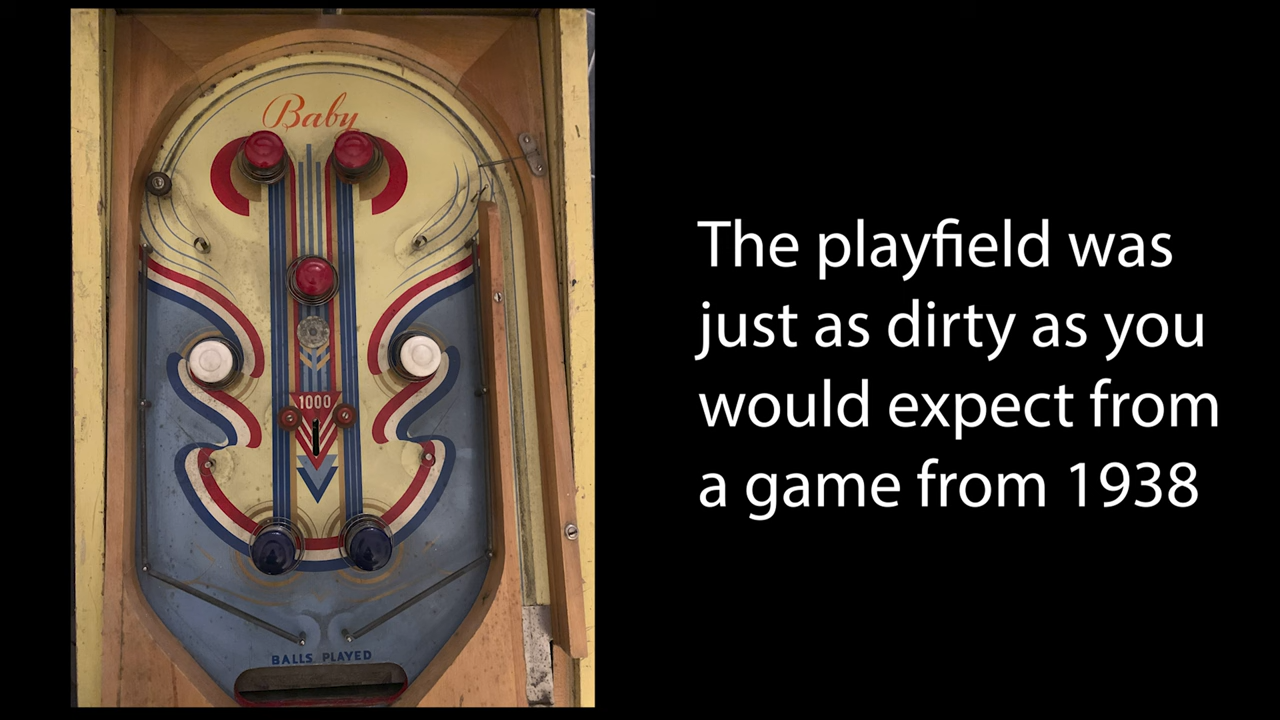 Baby
1000
BALLS PLAYED
The playfield was
just as dirty as you
would expect from
a game from 1938